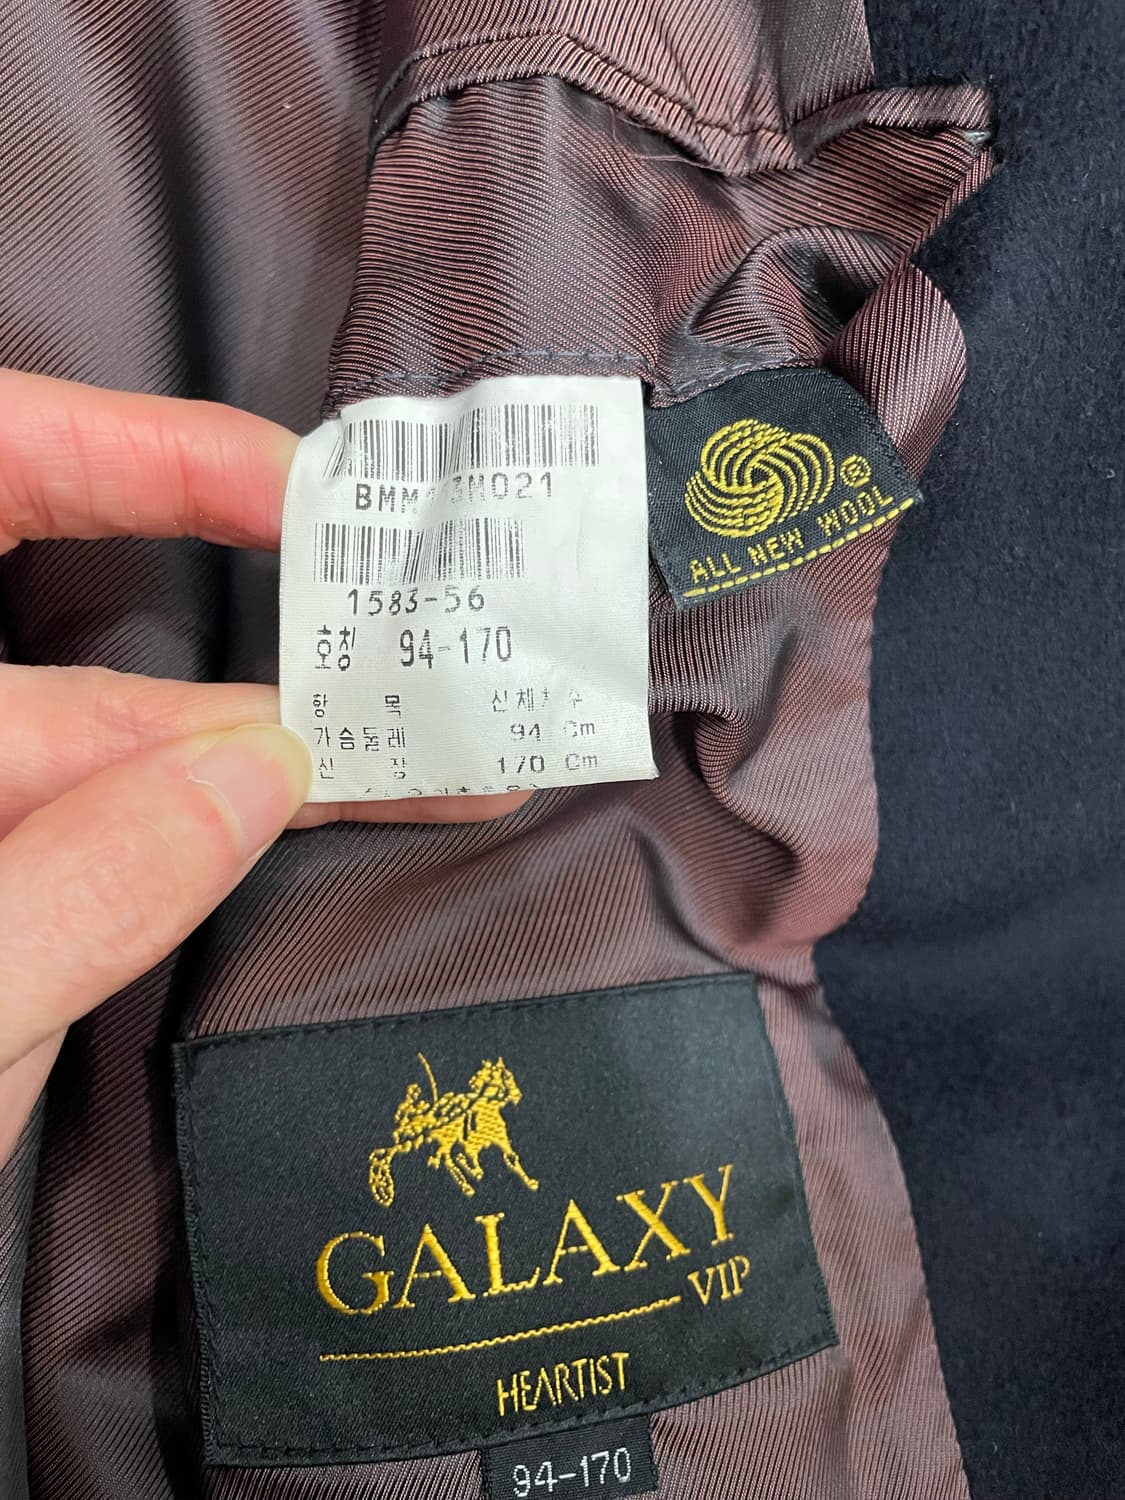 1583-56
호칭 94-170
항 목 신체치수
가슴둘레 94 Cm
신 장 170 Cm
ALL NEW WOOL
GALAXY
VIP
HEARTIST
94-170